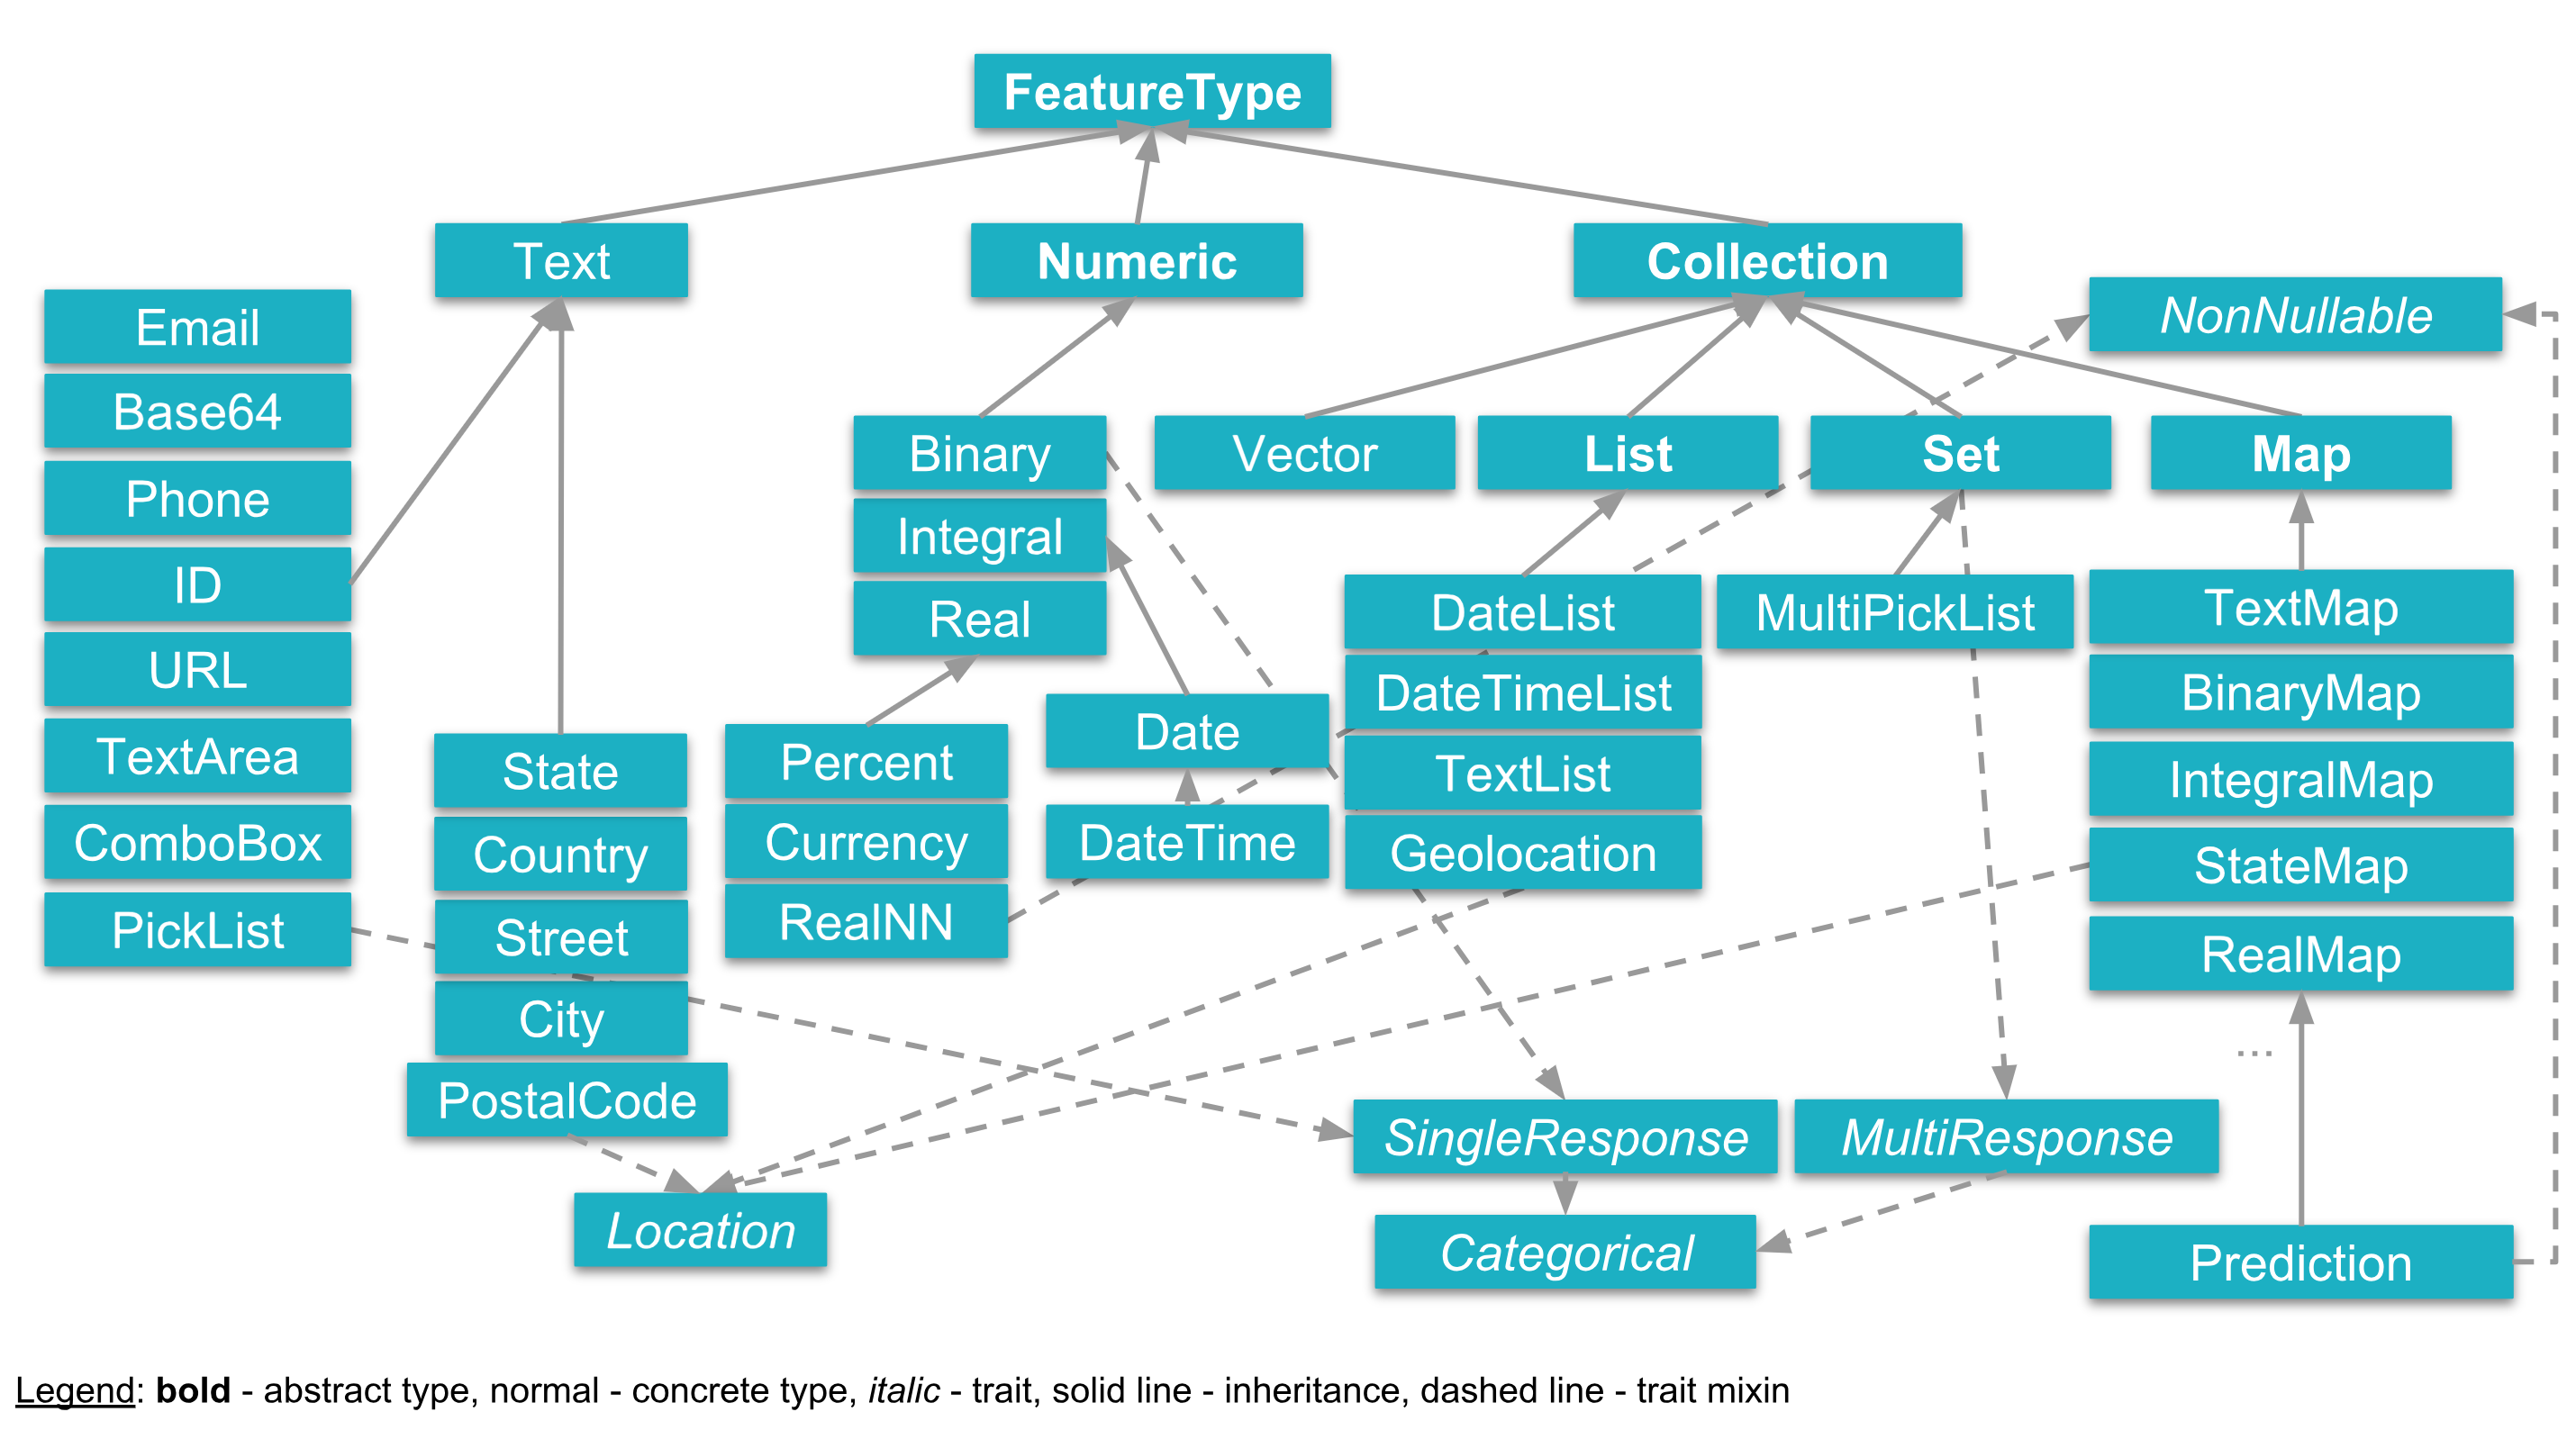 FeatureType
Text
Numeric
Collection
NonNullable
Email
Base64
Phone
ID
URL
TextArea
ComboBox
PickList
State
Country
Street
City
PostalCode
Location
Binary
Integral
Real
Percent
Currency
RealNN
Date
DateTime
Vector
List
Set
Map
DateList
DateTimeList
TextList
Geolocation
MultiPickList
TextMap
BinaryMap
IntegralMap
StateMap
RealMap
...
SingleResponse
MultiResponse
Categorical
Prediction
Legend: bold - abstract type, normal - concrete type, italic - trait, solid line - inheritance, dashed line - trait mixin